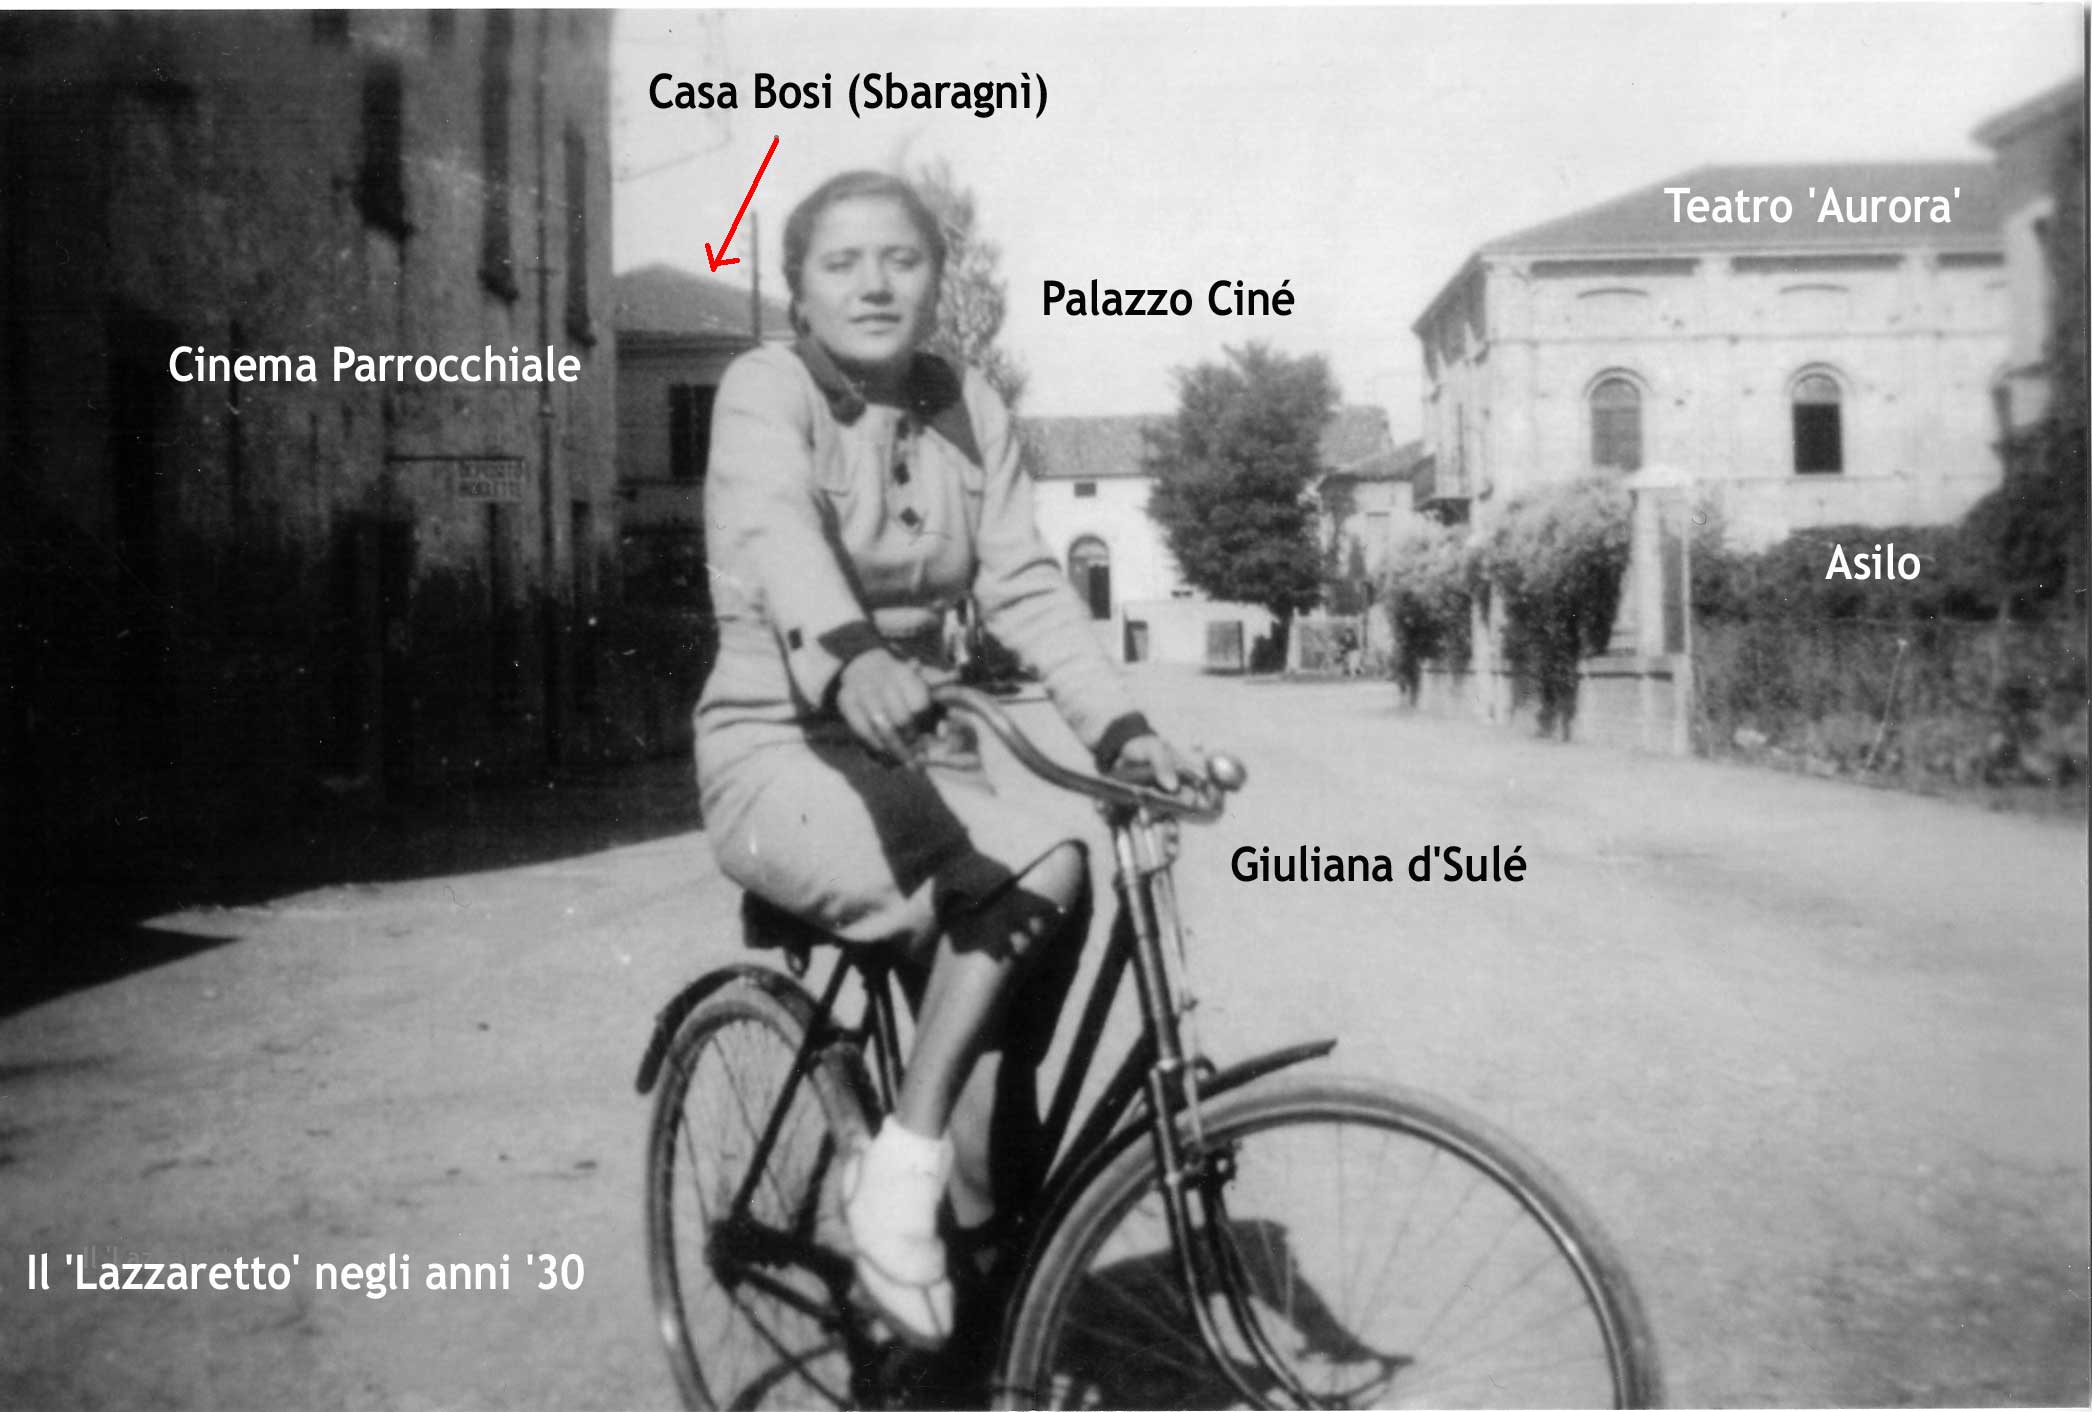 Casa Bosi (Sbaragnì)
Teatro 'Aurora'
Palazzo Ciné
Cinema Parrocchiale
Asilo
Giuliana d'Sulé
Il 'Lazzaretto' negli anni '30